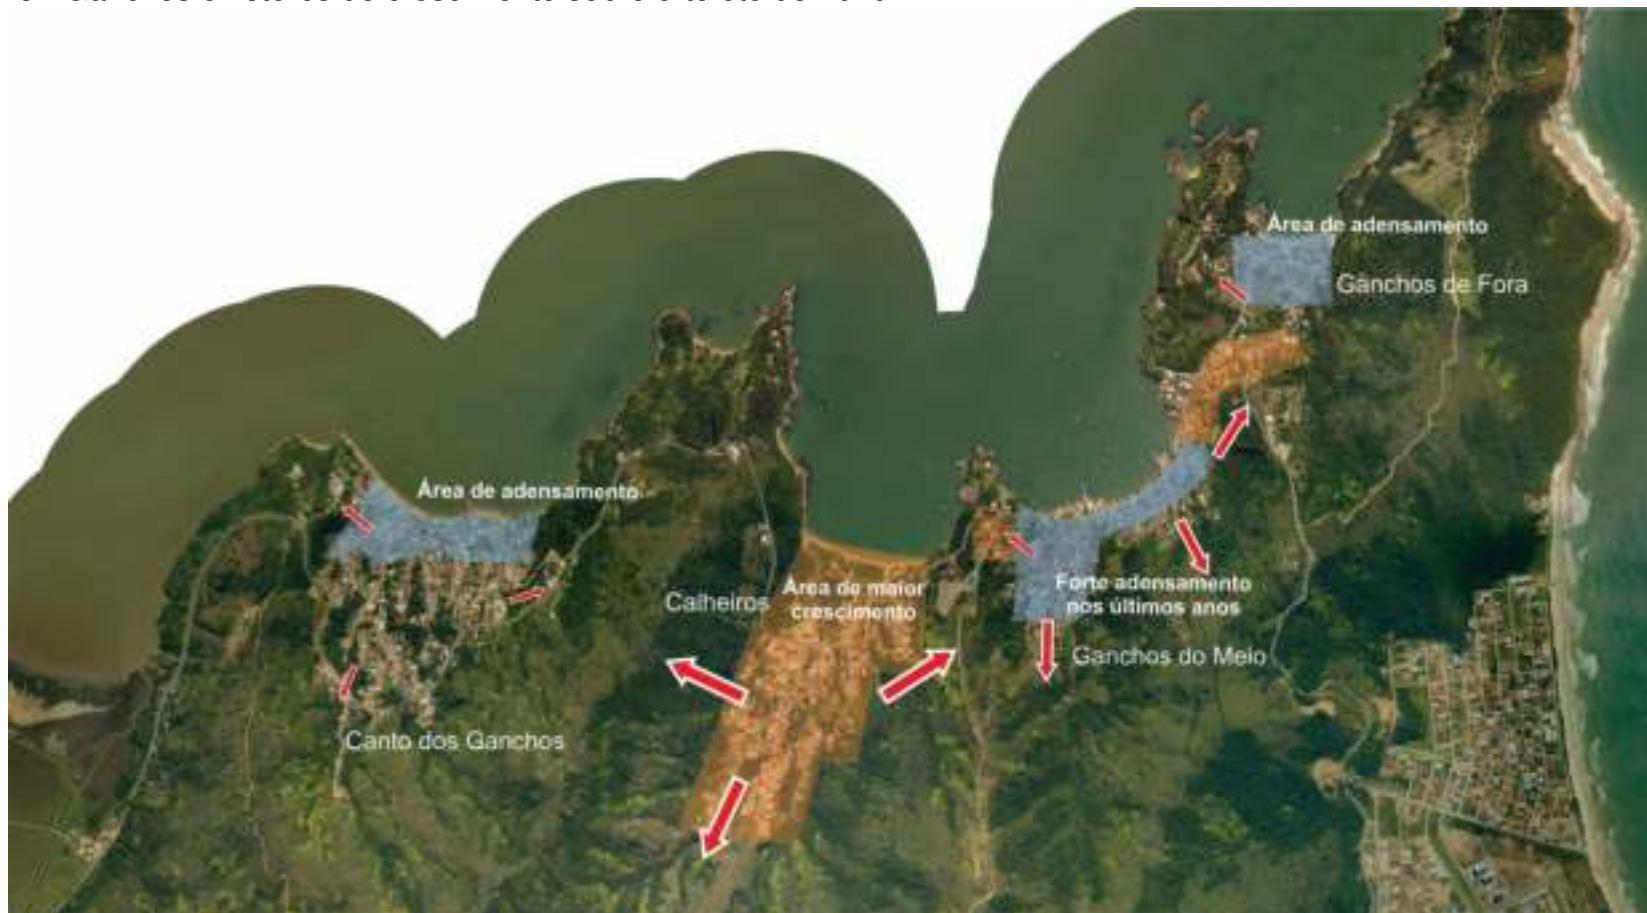 Área de adensamento
Ganchos de Fora
Área de adensamento
Calheiros
Área de maior
crescimento
Forte adensamento
nos últimos anos
Ganchos do Meio
Canto dos Ganchos